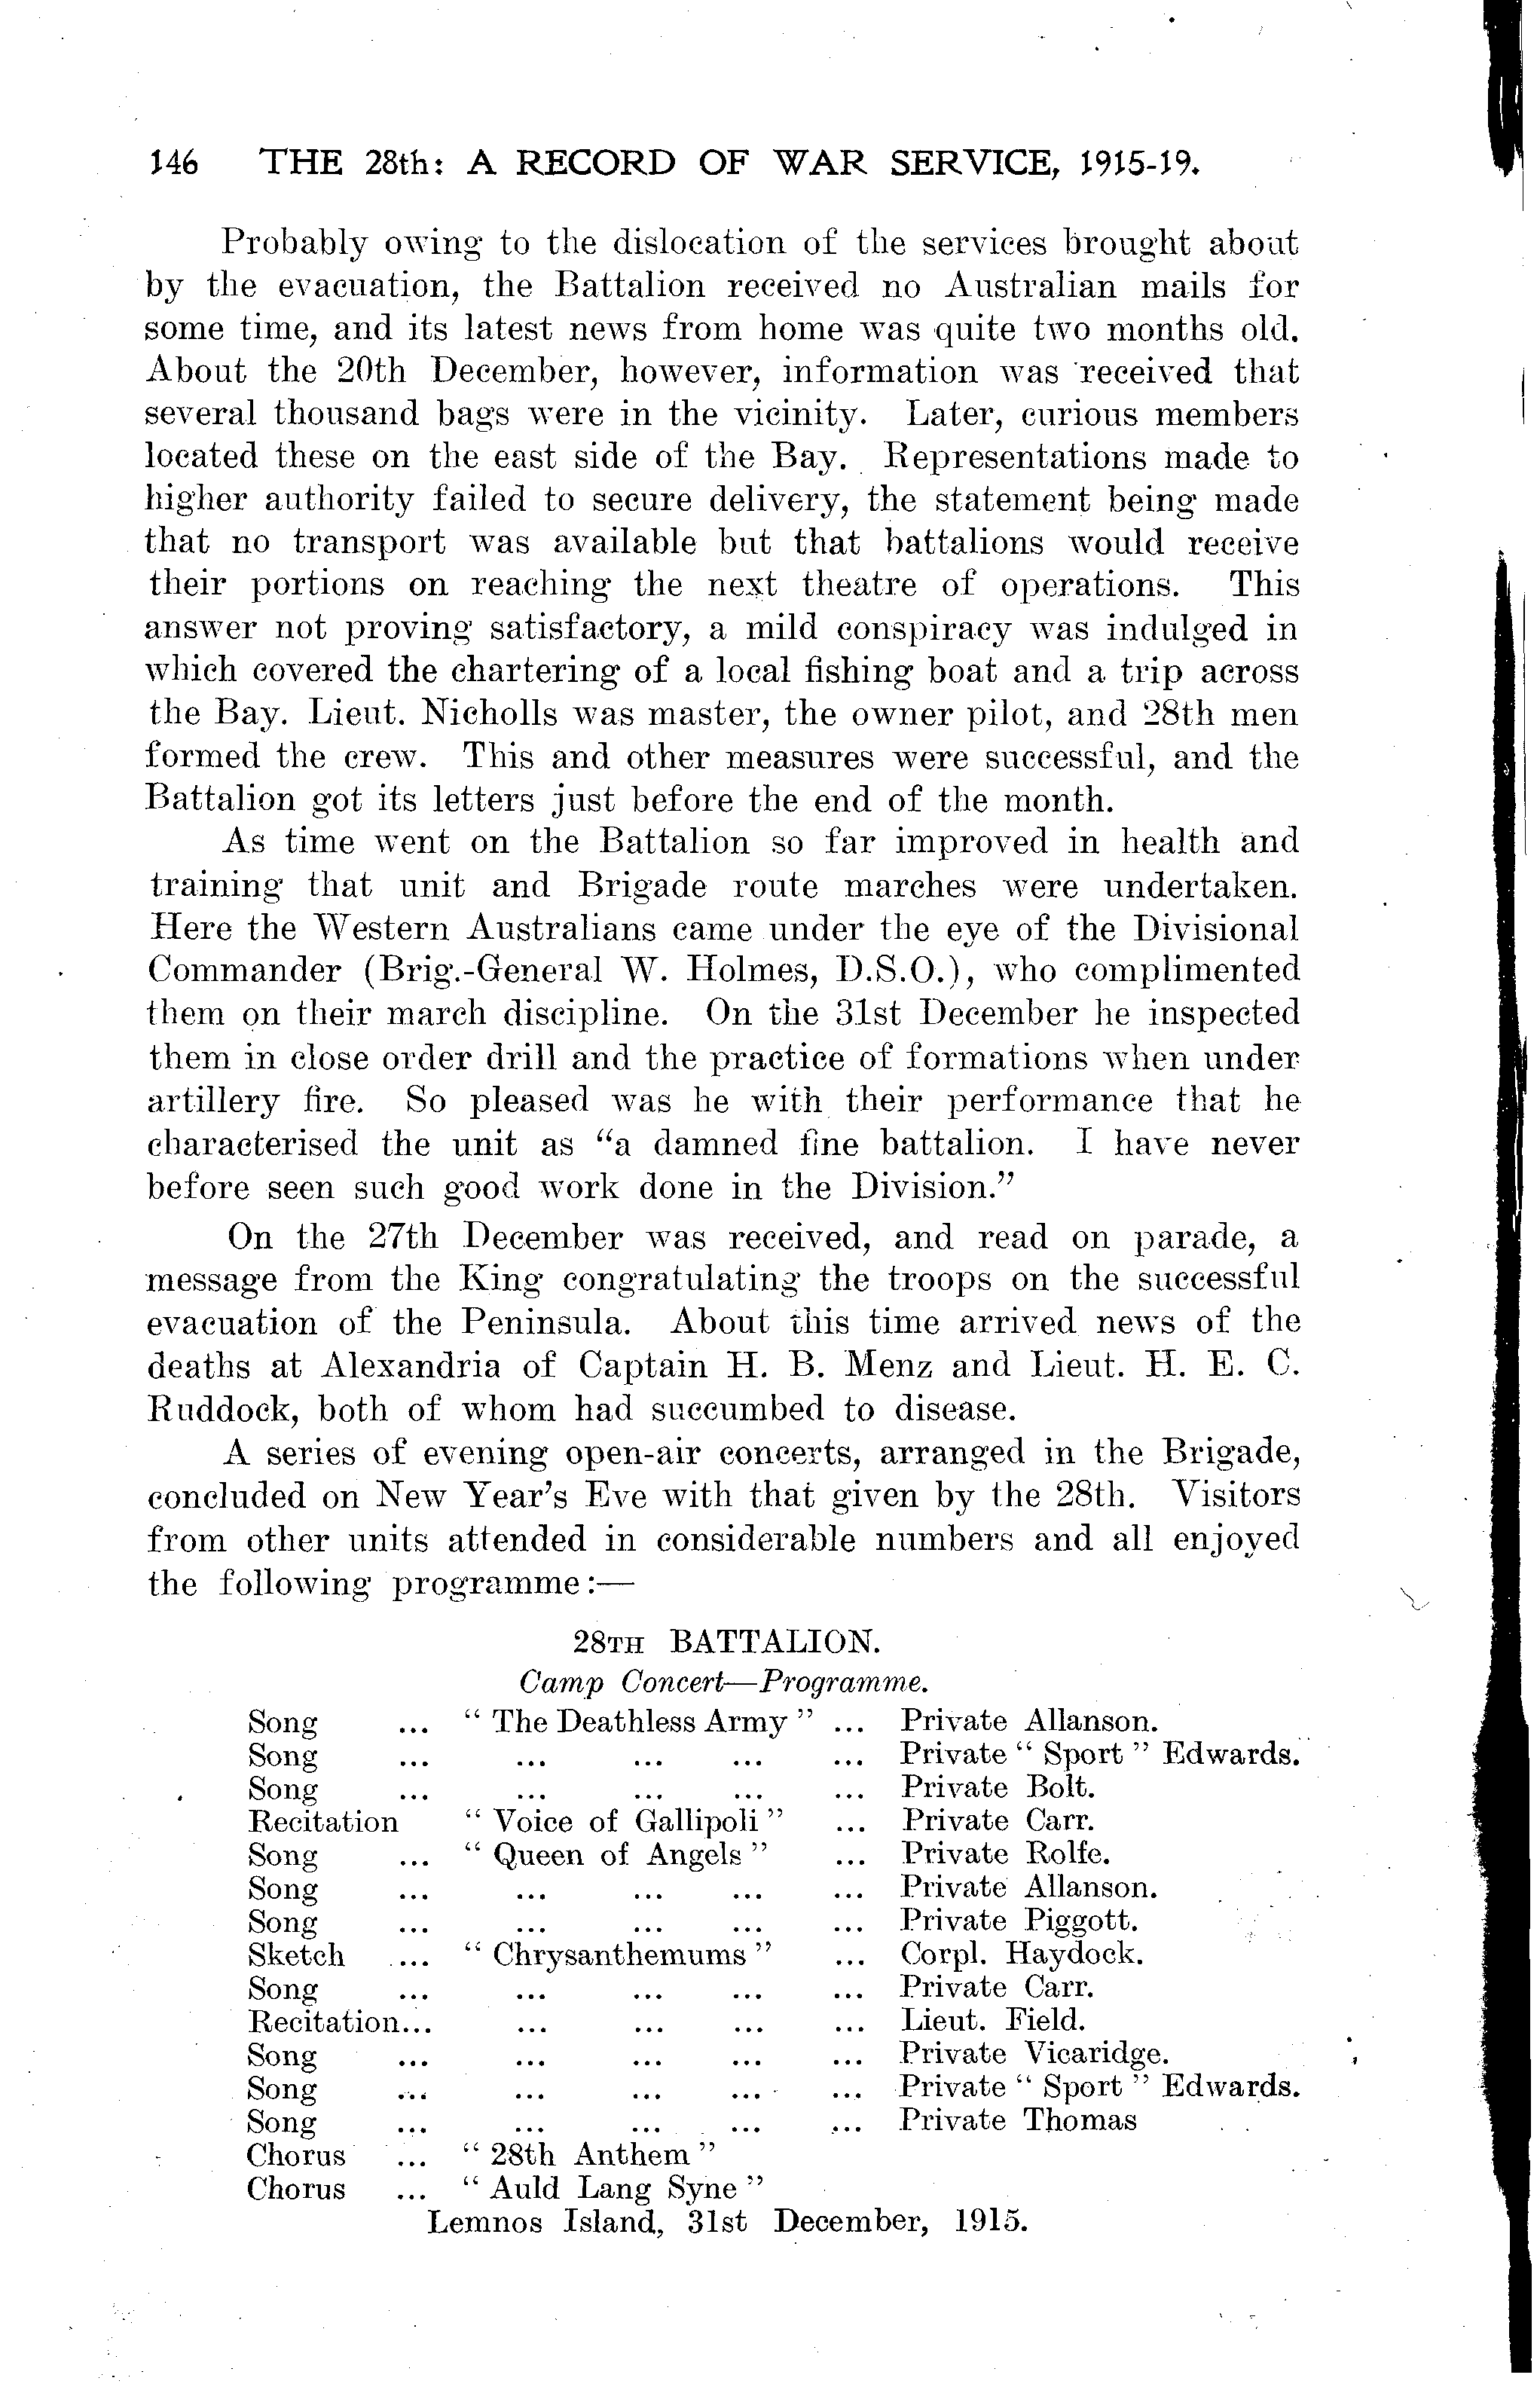 146 THE 28th: A RECORD OF WAR SERVICE, 1915-19.
Probably owing to the dislocation of the services brought about
by the evacuation, the Battalion received no Australian mails for
some time, and its latest news from home was quite two months old.
About the 20th December, however, information was received that
several thousand bags were in the vicinity. Later, curious members
located these on the east side of the Bay. Representations made to
higher authority failed to secure delivery, the statement being made
that no transport was available but that battalions would receive
their portions on reaching the next theatre of operations. This
answer not proving satisfactory, a mild conspiracy was indulged in
which covered the chartering of a local fishing boat and a trip across
the Bay. Lieut. Nicholls was master, the owner pilot, and 28th men
formed the crew. This and other measures were successful, and the
Battalion got its letters just before the end of the month.
As time went on the Battalion so far improved in health and
training that unit and Brigade route marches were undertaken.
Here the Western Australians came under the eye of the Divisional
Commander (Brig.-General W. Holmes, D.S.O.), who complimented
them on their march discipline. On the 31st December he inspected
them in close order drill and the practice of formations when under
artillery fire. So pleased was he with their performance that he
characterised the unit as “a damned fine battalion. I have never
before seen such good work done in the Division.”
On the 27th December was received, and read on parade, a
message from the King congratulating the troops on the successful
evacuation of the Peninsula. About this time arrived news of the
deaths at Alexandria of Captain H. B. Menz and Lieut. H. E. C.
Ruddock, both of whom had succumbed to disease.
A series of evening open-air concerts, arranged in the Brigade,
concluded on New Year's Eve with that given by the 28th. Visitors
from other units attended in considerable numbers and all enjoyed
the following programme:—
28TH BATTALION.
Camp Concert—Programme.
Song ... “ The Deathless Army ” ... Private Allanson.
Song ... ... ... ... ... Private “ Sport ” Edwards.
Song ... ... ... ... ... Private Bolt.
Recitation “ Voice of Gallipoli ” ... Private Carr.
Song ... “ Queen of Angels ” ... Private Rolfe.
Song ... ... ... ... ... Private Allanson.
Song ... ... ... ... ... Private Piggott.
Sketch ... “ Chrysanthemums ” ... Corpl. Haydock.
Song ... ... ... ... ... Private Carr.
Recitation... ... ... ... ... Lieut. Field.
Song ... ... ... ... ... Private Vicaridge.
Song ... ... ... ... ... Private “ Sport ” Edwards.
Song ... ... ... ... ... Private Thomas
Chorus ... “ 28th Anthem ”
Chorus ... “ Auld Lang Syne ”
Lemnos Island, 31st December, 1915.